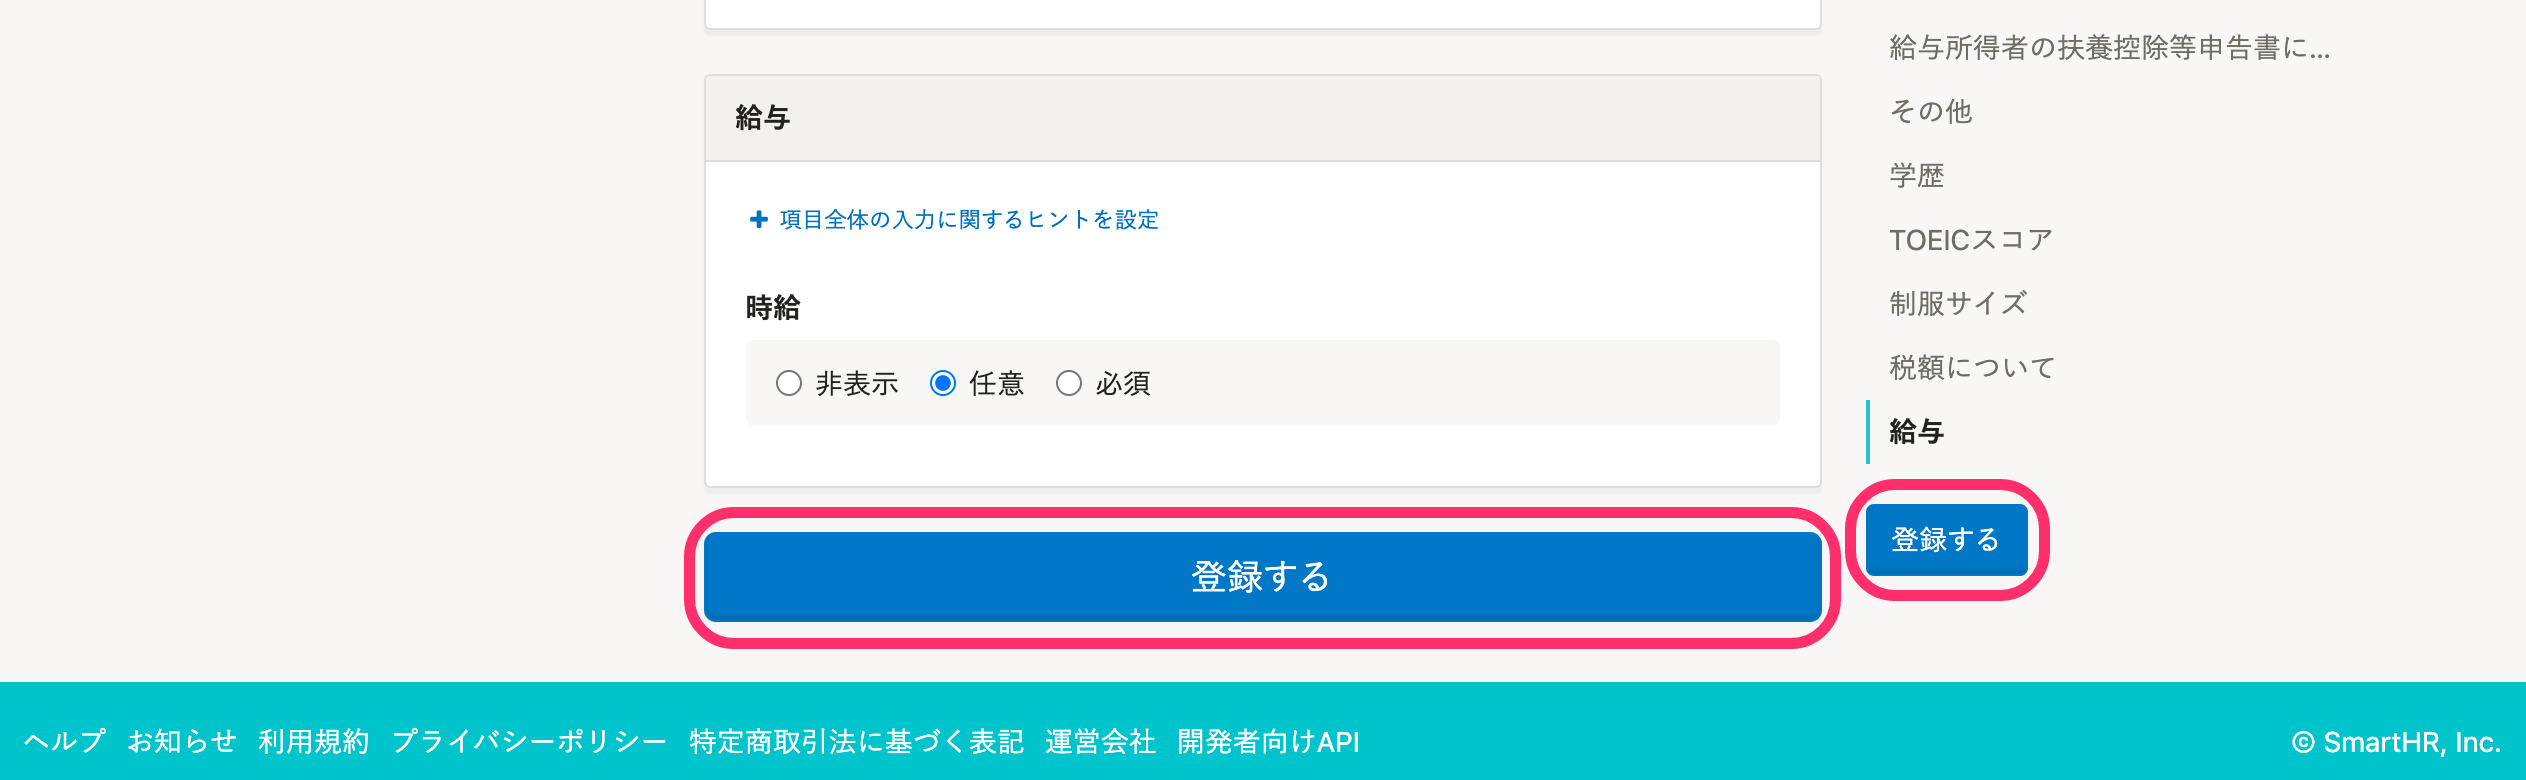 給与
項目全体の入力に関するヒントを設定
時給
非表示 任意 必須
登録する
給与所得者の扶養控除等申告書に...
その他
学歴
TOEICスコア
制服サイズ
税額について
給与
登録する
ヘルプ お知らせ 利用規約 プライバシーポリシー 特定商取引法に基づく表記 運営会社 開発者向けAPI
© SmartHR, Inc.